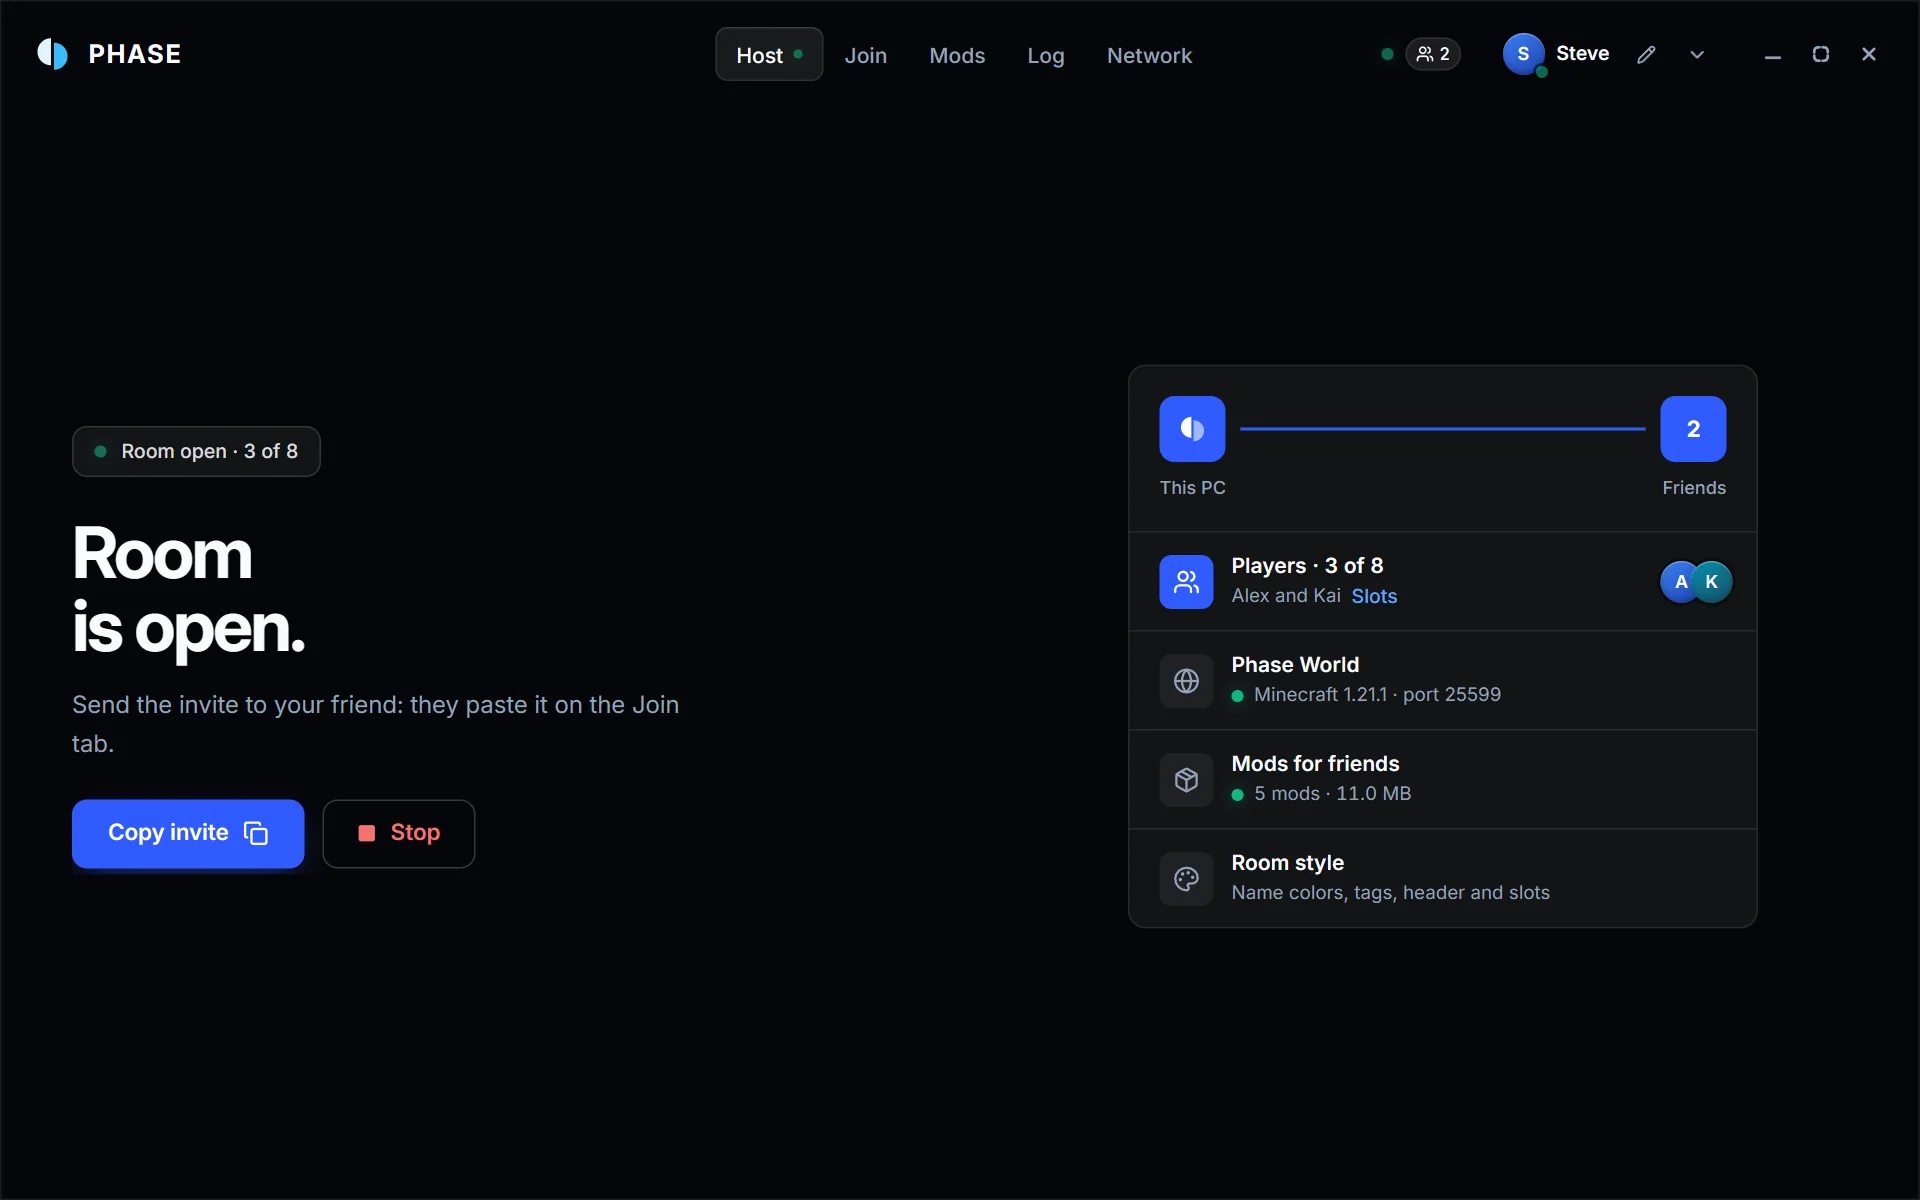 PHASE
Host
Join
Mods
Log
Network
2
S
Steve
Room open · 3 of 8
Room
is open.
Send the invite to your friend: they paste it on the Join
tab.
Copy invite
Stop
2
This PC
Friends
Players · 3 of 8
Alex and Kai Slots
A
K
Phase World
Minecraft 1.21.1 · port 25599
Mods for friends
5 mods · 11.0 MB
Room style
Name colors, tags, header and slots